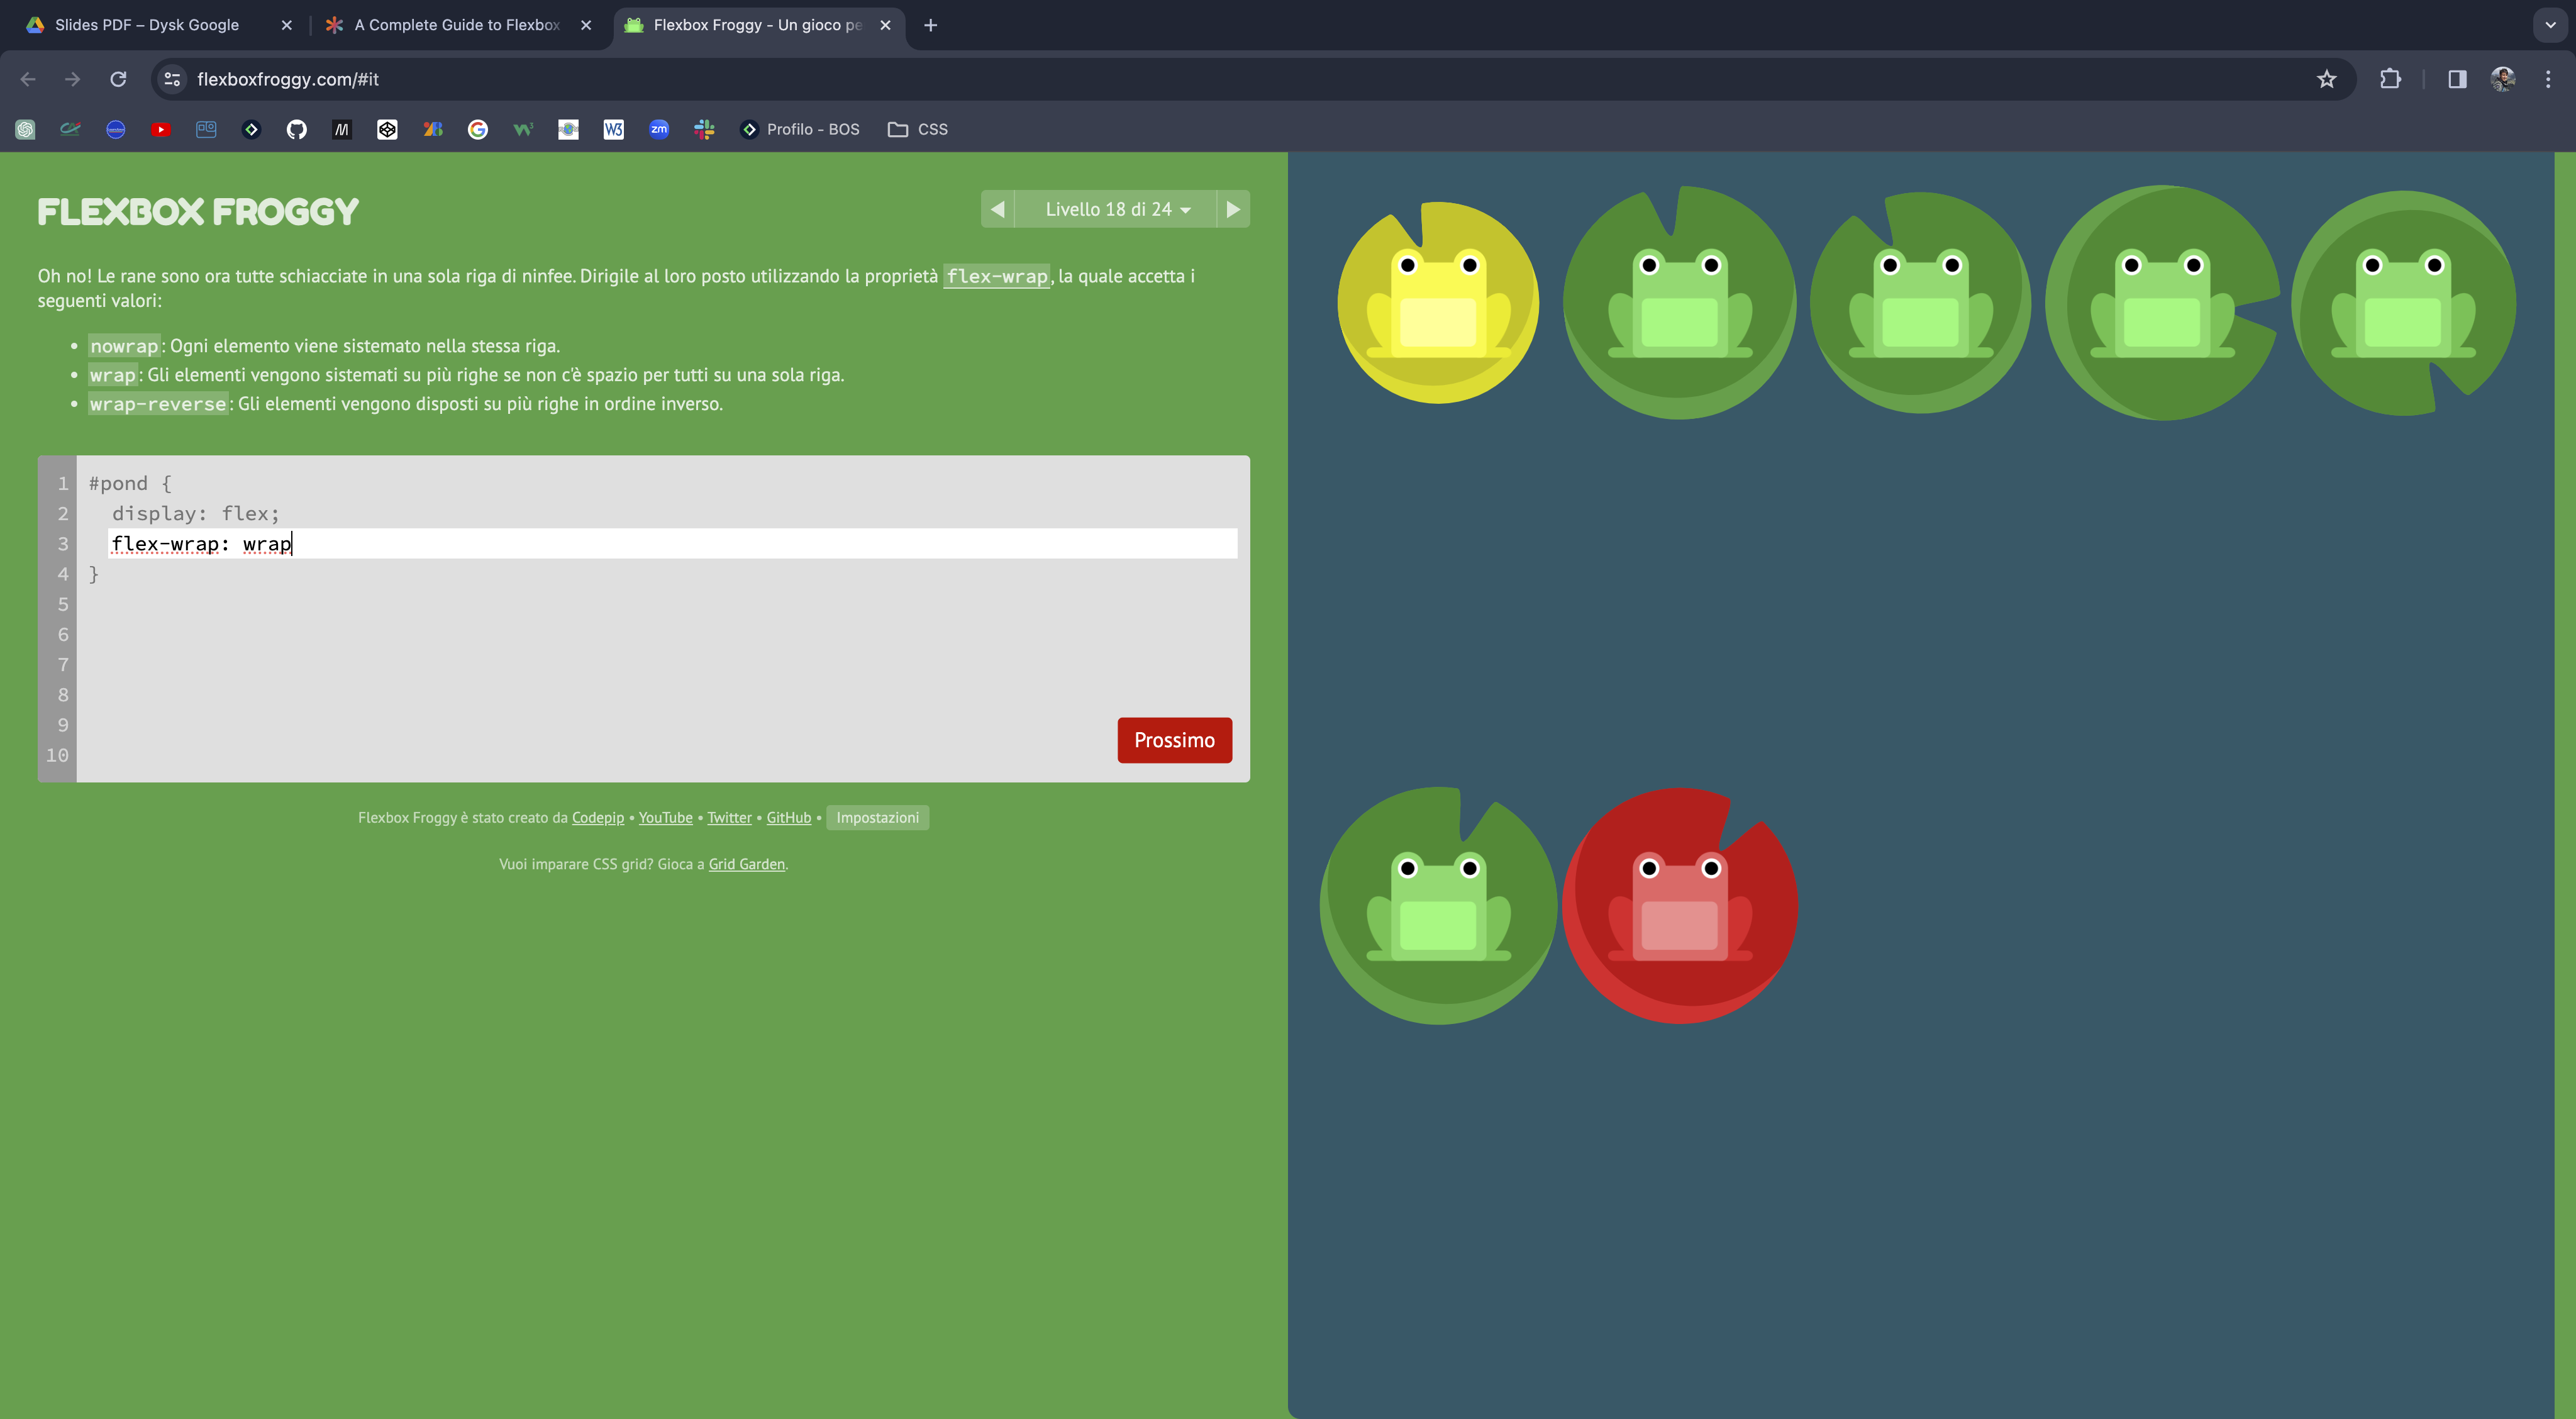 Slides PDF – Dysk Google
A Complete Guide to Flexbox
Flexbox Froggy - Un gioco pe
flexboxfroggy.com/#it
W3
zm
Profilo - BOS
CSS
FLEXBOX FROGGY
Livello 18 di 24
Oh no! Le rane sono ora tutte schiacciate in una sola riga di ninfee. Dirigile al loro posto utilizzando la proprietà flex-wrap, la quale accetta i
seguenti valori:
• nowrap: Ogni elemento viene sistemato nella stessa riga.
• wrap: Gli elementi vengono sistemati su più righe se non c'è spazio per tutti su una sola riga.
• wrap-reverse: Gli elementi vengono disposti su più righe in ordine inverso.
1 #pond {
2 display: flex;
3 flex-wrap: wrap
4 }
5
6
7
8
9
10
Prossimo
Flexbox Froggy è stato creato da Codepip • YouTube • Twitter • GitHub • Impostazioni
Vuoi imparare CSS grid? Gioca a Grid Garden.